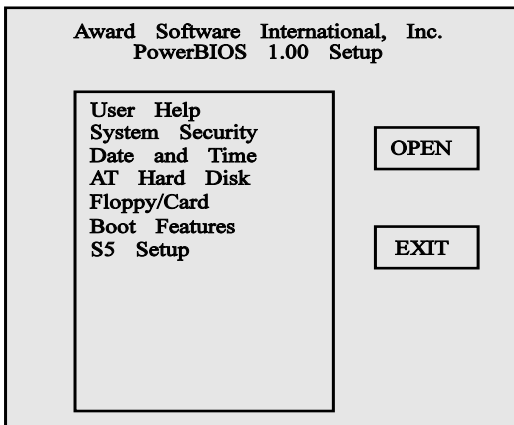 Award Software International, Inc.
PowerBIOS 1.00 Setup
User Help
System Security
Date and Time
AT Hard Disk
Floppy/Card
Boot Features
S5 Setup
OPEN
EXIT